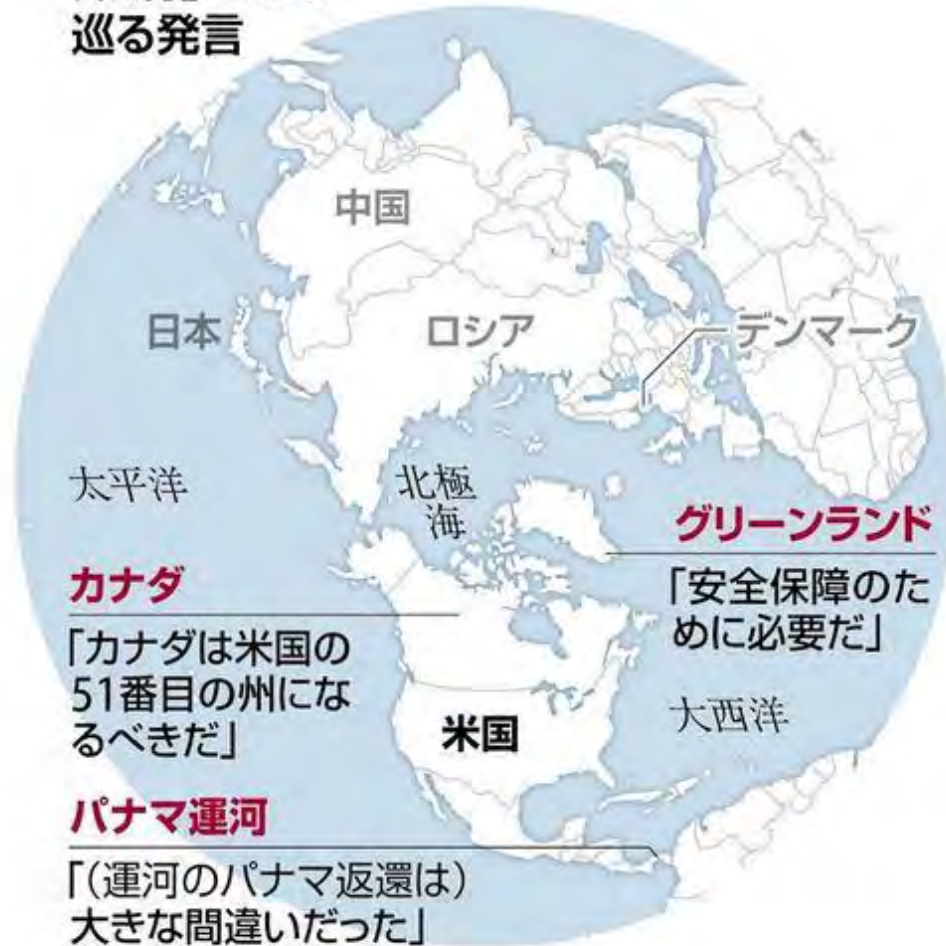 巡る発言
中国
日本
ロシア
デンマーク
太平洋
北極
海
グリーンランド
「安全保障のた
めに必要だ」
カナダ
「カナダは米国の
51番目の州にな
るべきだ」
大西洋
米国
パナマ運河
「(運河のパナマ返還は)
大きな間違いだった」